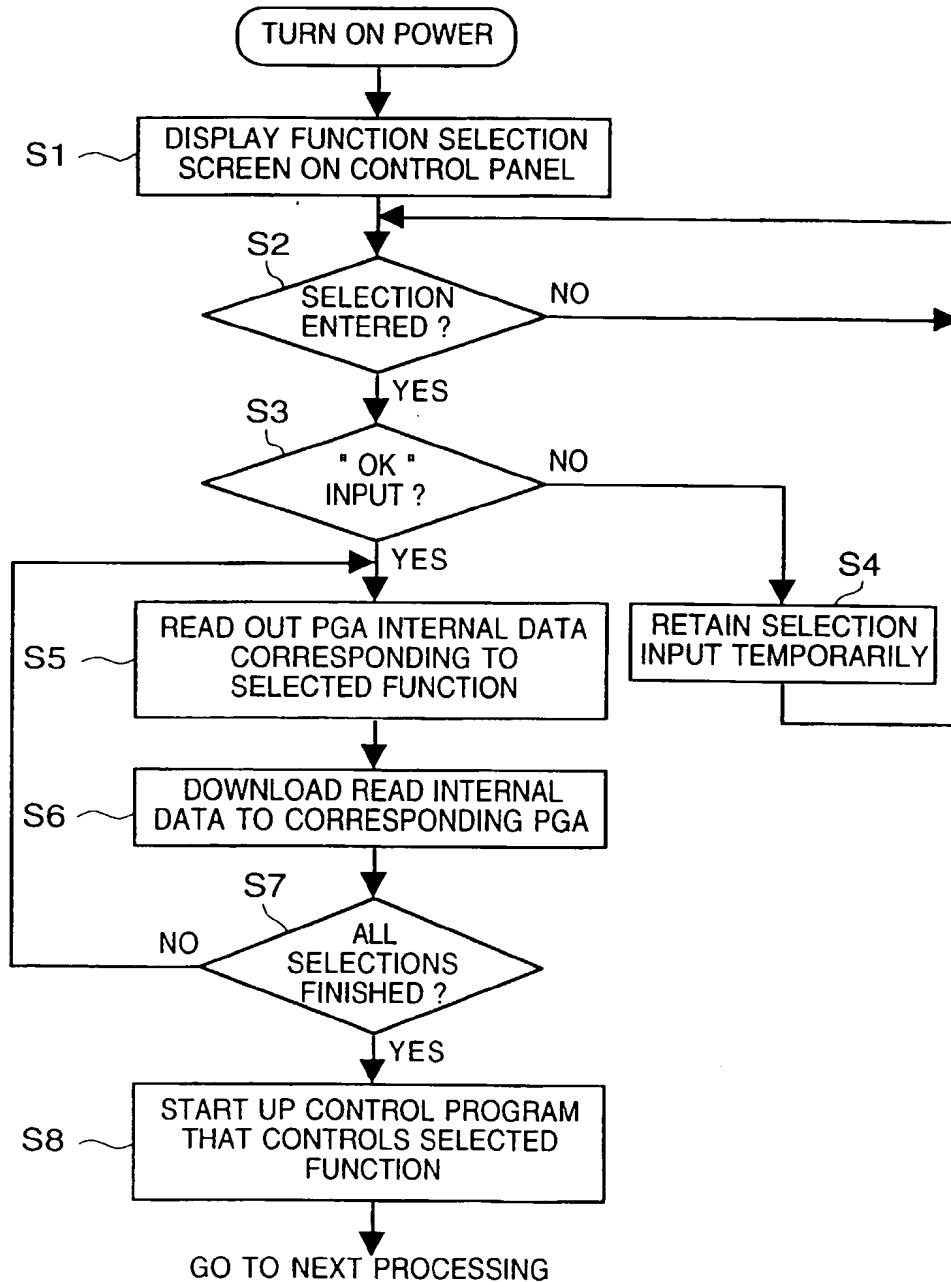 TURN ON POWER
S1
DISPLAY FUNCTION SELECTION
SCREEN ON CONTROL PANEL
S2
SELECTION
ENTERED ?
NO
YES
S3
" OK "
INPUT ?
NO
YES
S4
RETAIN SELECTION
INPUT TEMPORARILY
S5
READ OUT PGA INTERNAL DATA
CORRESPONDING TO
SELECTED FUNCTION
S6
DOWNLOAD READ INTERNAL
DATA TO CORRESPONDING PGA
S7
ALL
SELECTIONS
FINISHED ?
NO
YES
S8
START UP CONTROL PROGRAM
THAT CONTROLS SELECTED
FUNCTION
GO TO NEXT PROCESSING